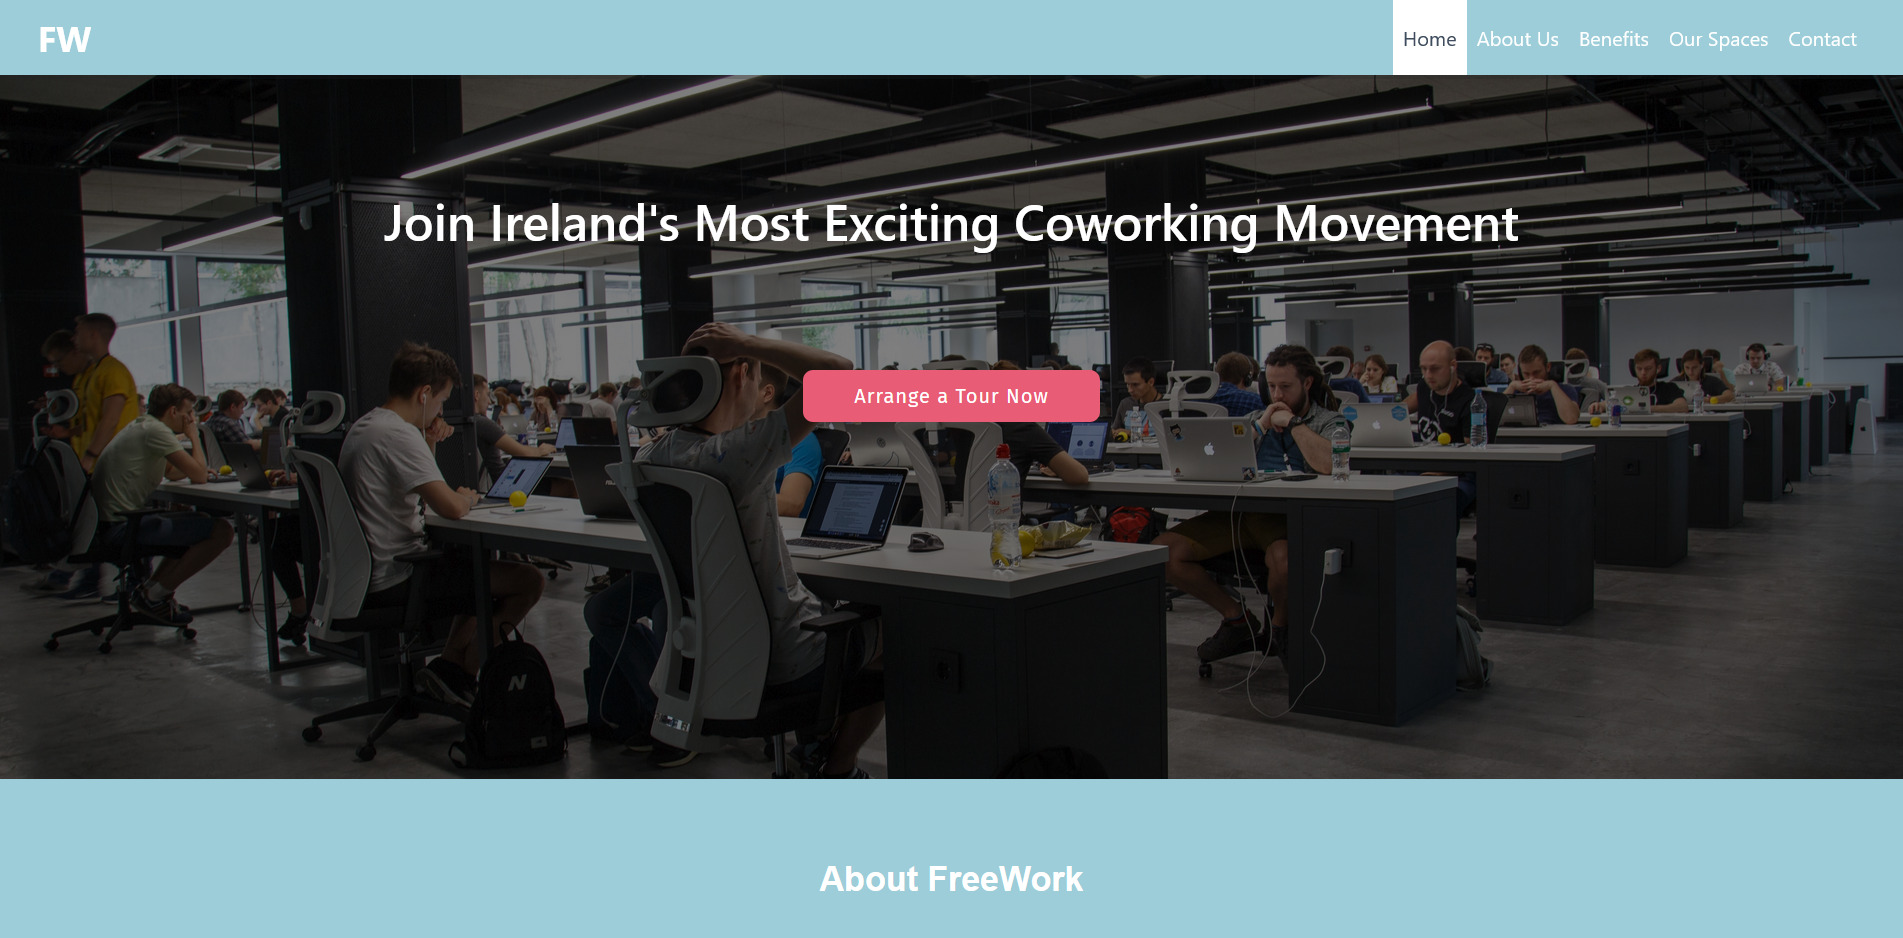 FW
Home About Us Benefits Our Spaces Contact
Join Ireland's Most Exciting Coworking Movement
Arrange a Tour Now
About FreeWork